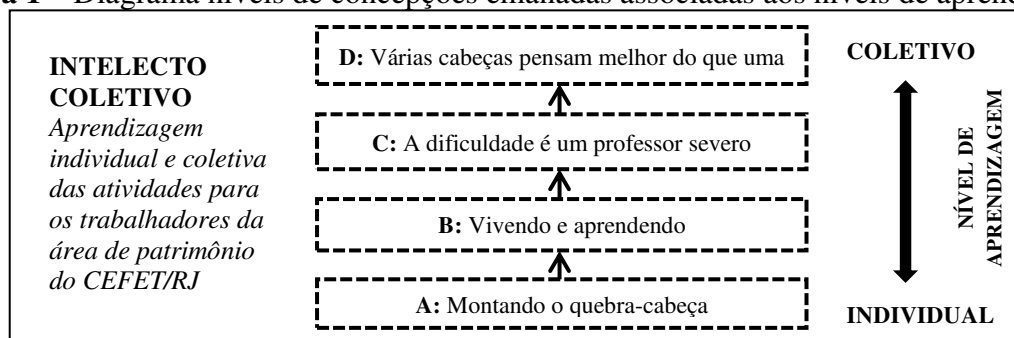 Diagrama níveis de concepções emanadas associadas aos níveis de
INTELECTO
COLETIVO
Aprendizagem
individual e coletiva
das atividades para
os trabalhadores da
área de patrimônio
do CEFET/RJ
D: Várias cabeças pensam melhor do que uma
C: A dificuldade é um professor severo
B: Vivendo e aprendendo
A: Montando o quebra-cabeça
COLETIVO
NÍVEL DE
APRENDIZAGEM
INDIVIDUAL